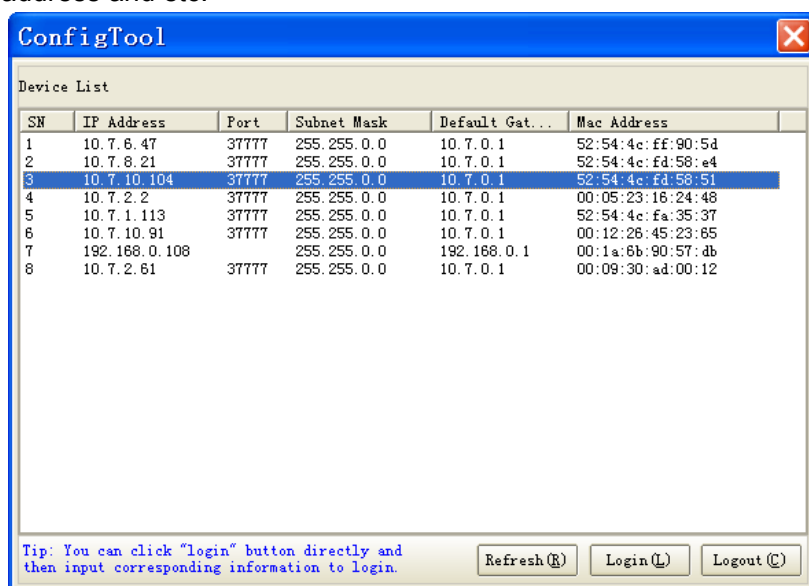 address and etc.
ConfigTool
Device List
SN IP Address Port Subnet Mask Default Gat... Mac Address
1 10.7.6.47 37777 255.255.0.0 10.7.0.1 52:54:4c:ff:90:5d
2 10.7.8.21 37777 255.255.0.0 10.7.0.1 52:54:4c:fd:58:e4
3 10.7.10.104 37777 255.255.0.0 10.7.0.1 52:54:4c:fd:58:51
4 10.7.2.2 37777 255.255.0.0 10.7.0.1 00:05:23:16:24:48
5 10.7.1.113 37777 255.255.0.0 10.7.0.1 52:54:4c:fa:35:37
6 10.7.10.91 37777 255.255.0.0 10.7.0.1 00:12:26:45:23:65
7 192.168.0.108 255.255.0.0 192.168.0.1 00:1a:6b:90:57:db
8 10.7.2.61 37777 255.255.0.0 10.7.0.1 00:09:30:ad:00:12
Tip: You can click "login" button directly and
then input corresponding information to login.
Refresh(R) Login(L) Logout(C)